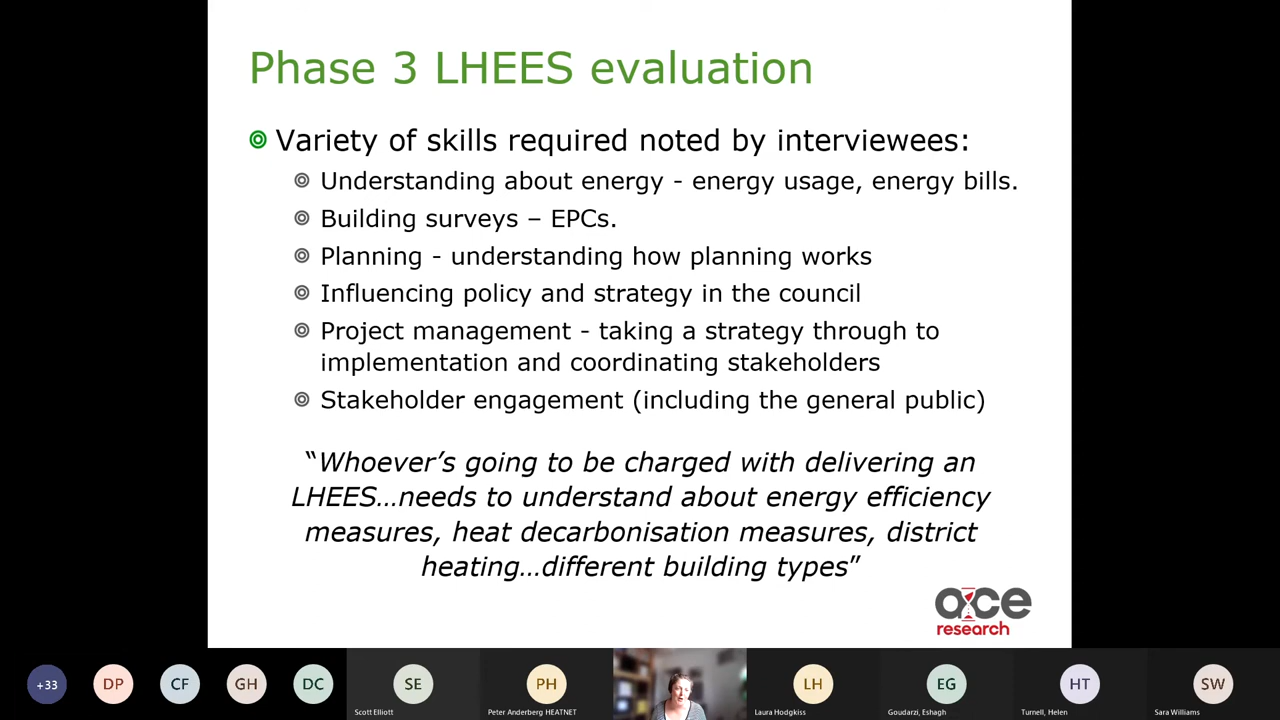 Phase 3 LHEES evaluation
Variety of skills required noted by interviewees:
Understanding about energy - energy usage, energy bills.
Building surveys – EPCs.
Planning - understanding how planning works
Influencing policy and strategy in the council
Project management - taking a strategy through to
implementation and coordinating stakeholders
Stakeholder engagement (including the general public)
“Whoever’s going to be charged with delivering an
LHEES…needs to understand about energy efficiency
measures, heat decarbonisation measures, district
heating…different building types”
ace
research
+33
DP
CF
GH
DC
SE
PH
LH
EG
HT
SW
Scott Elliott
Peter Anderberg HEATNET
Laura Hodgkiss
Goudarzi, Eshagh
Turnell, Helen
Sara Williams